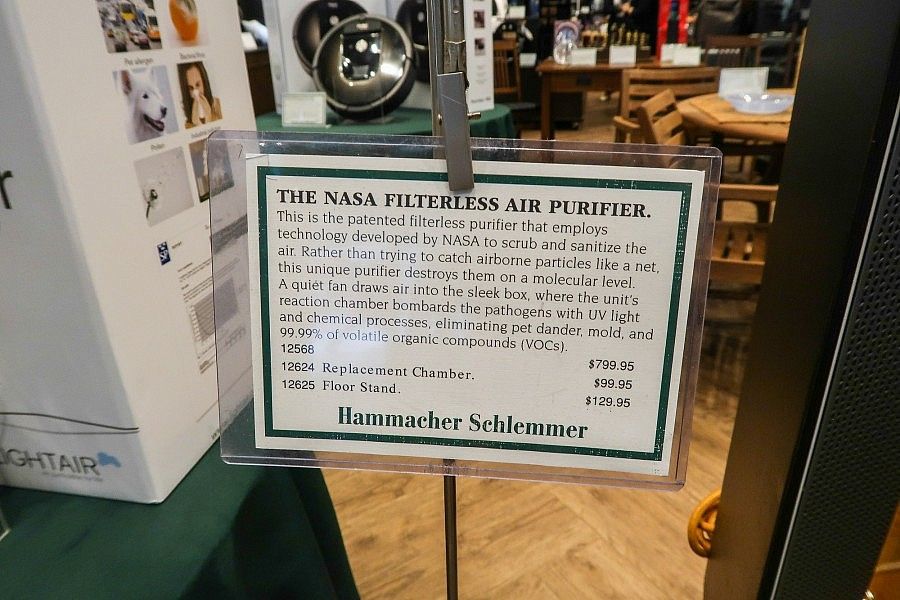 Pet allergen
THE NASA FILTERLESS AIR PURIFIER.
This is the patented filterless purifier that employs
technology developed by NASA to scrub and sanitize the
air. Rather than trying to catch airborne particles like a net,
this unique purifier destroys them on a molecular level.
A quiet fan draws air into the sleek box, where the unit's
reaction chamber bombards the pathogens with UV light
and chemical processes, eliminating pet dander, mold, and
99.99% of volatile organic compounds (VOCs).
12568 $799.95
12624 Replacement Chamber. $99.95
12625 Floor Stand. $129.95
Hammacher Schlemmer
LIGHTAIR